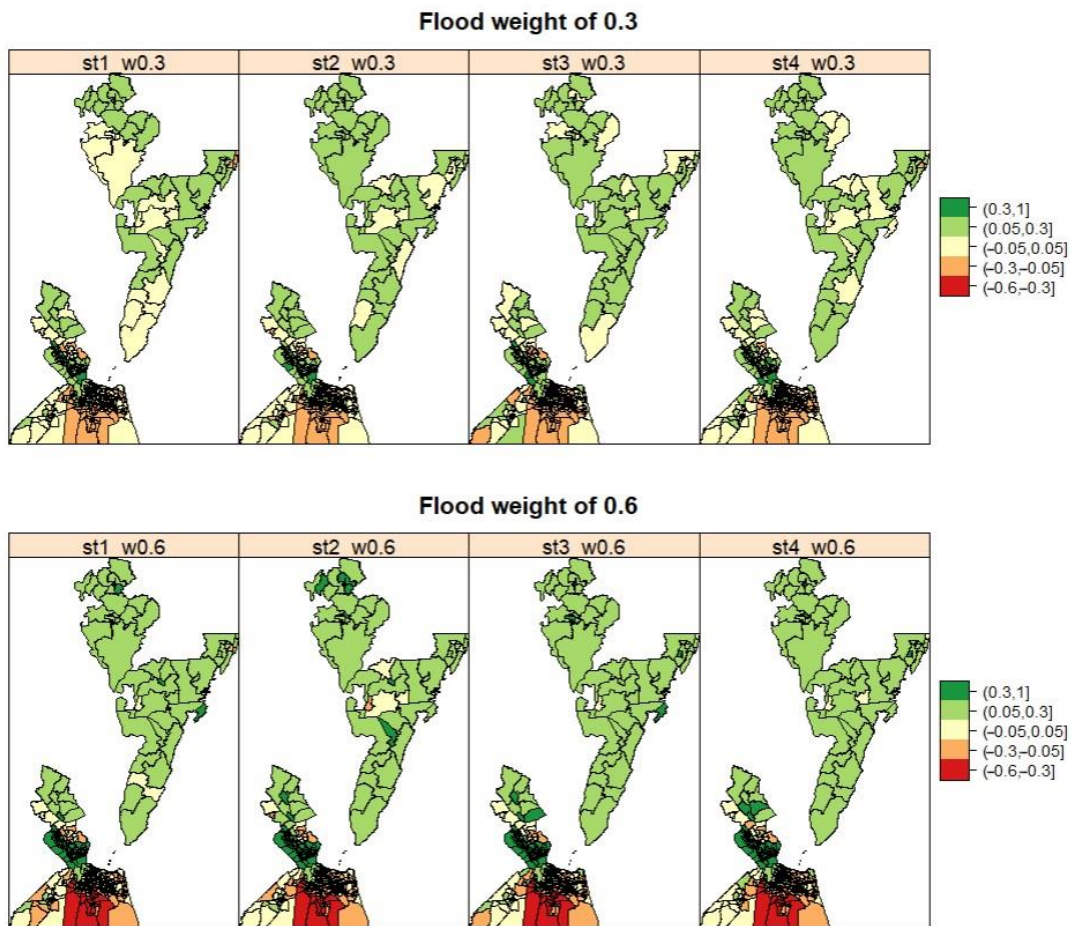 Flood weight of 0.3
st1_w0.3 st2_w0.3 st3_w0.3 st4_w0.3
(0.3,1]
(0.05,0.3]
(−0.05,0.05]
(−0.3,−0.05]
(−0.6,−0.3]
Flood weight of 0.6
st1_w0.6 st2_w0.6 st3_w0.6 st4_w0.6
(0.3,1]
(0.05,0.3]
(−0.05,0.05]
(−0.3,−0.05]
(−0.6,−0.3]